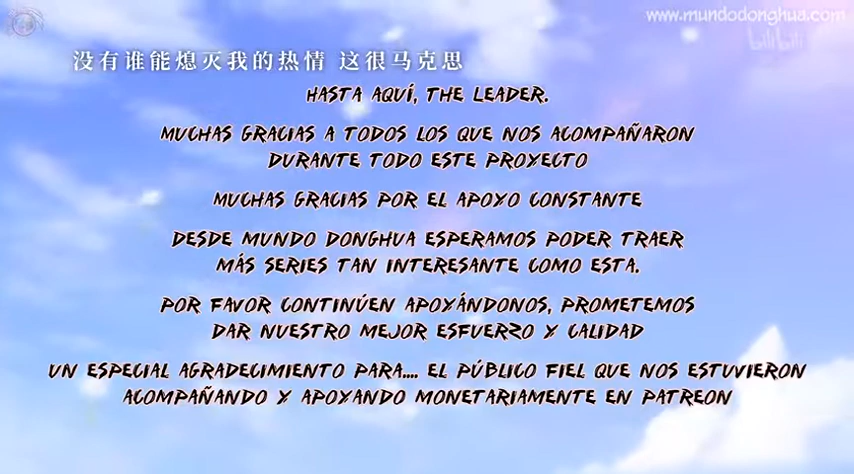 www.mundodonghua.com
bilibili
没有谁能熄灭我的热情 这很马克思
HASTA AQUÍ, THE LEADER.
MUCHAS GRACIAS A TODOS LOS QUE NOS ACOMPAÑARON
DURANTE TODO ESTE PROYECTO
MUCHAS GRACIAS POR EL APOYO CONSTANTE
DESDE MUNDO DONGHUA ESPERAMOS PODER TRAER
MÁS SERIES TAN INTERESANTE COMO ESTA.
POR FAVOR CONTINÚEN APOYÁNDONOS, PROMETEMOS
DAR NUESTRO MEJOR ESFUERZO Y CALIDAD
UN ESPECIAL AGRADECIMIENTO PARA.... EL PÚBLICO FIEL QUE NOS ESTUVIERON
ACOMPAÑANDO Y APOYANDO MONETARIAMENTE EN PATREON